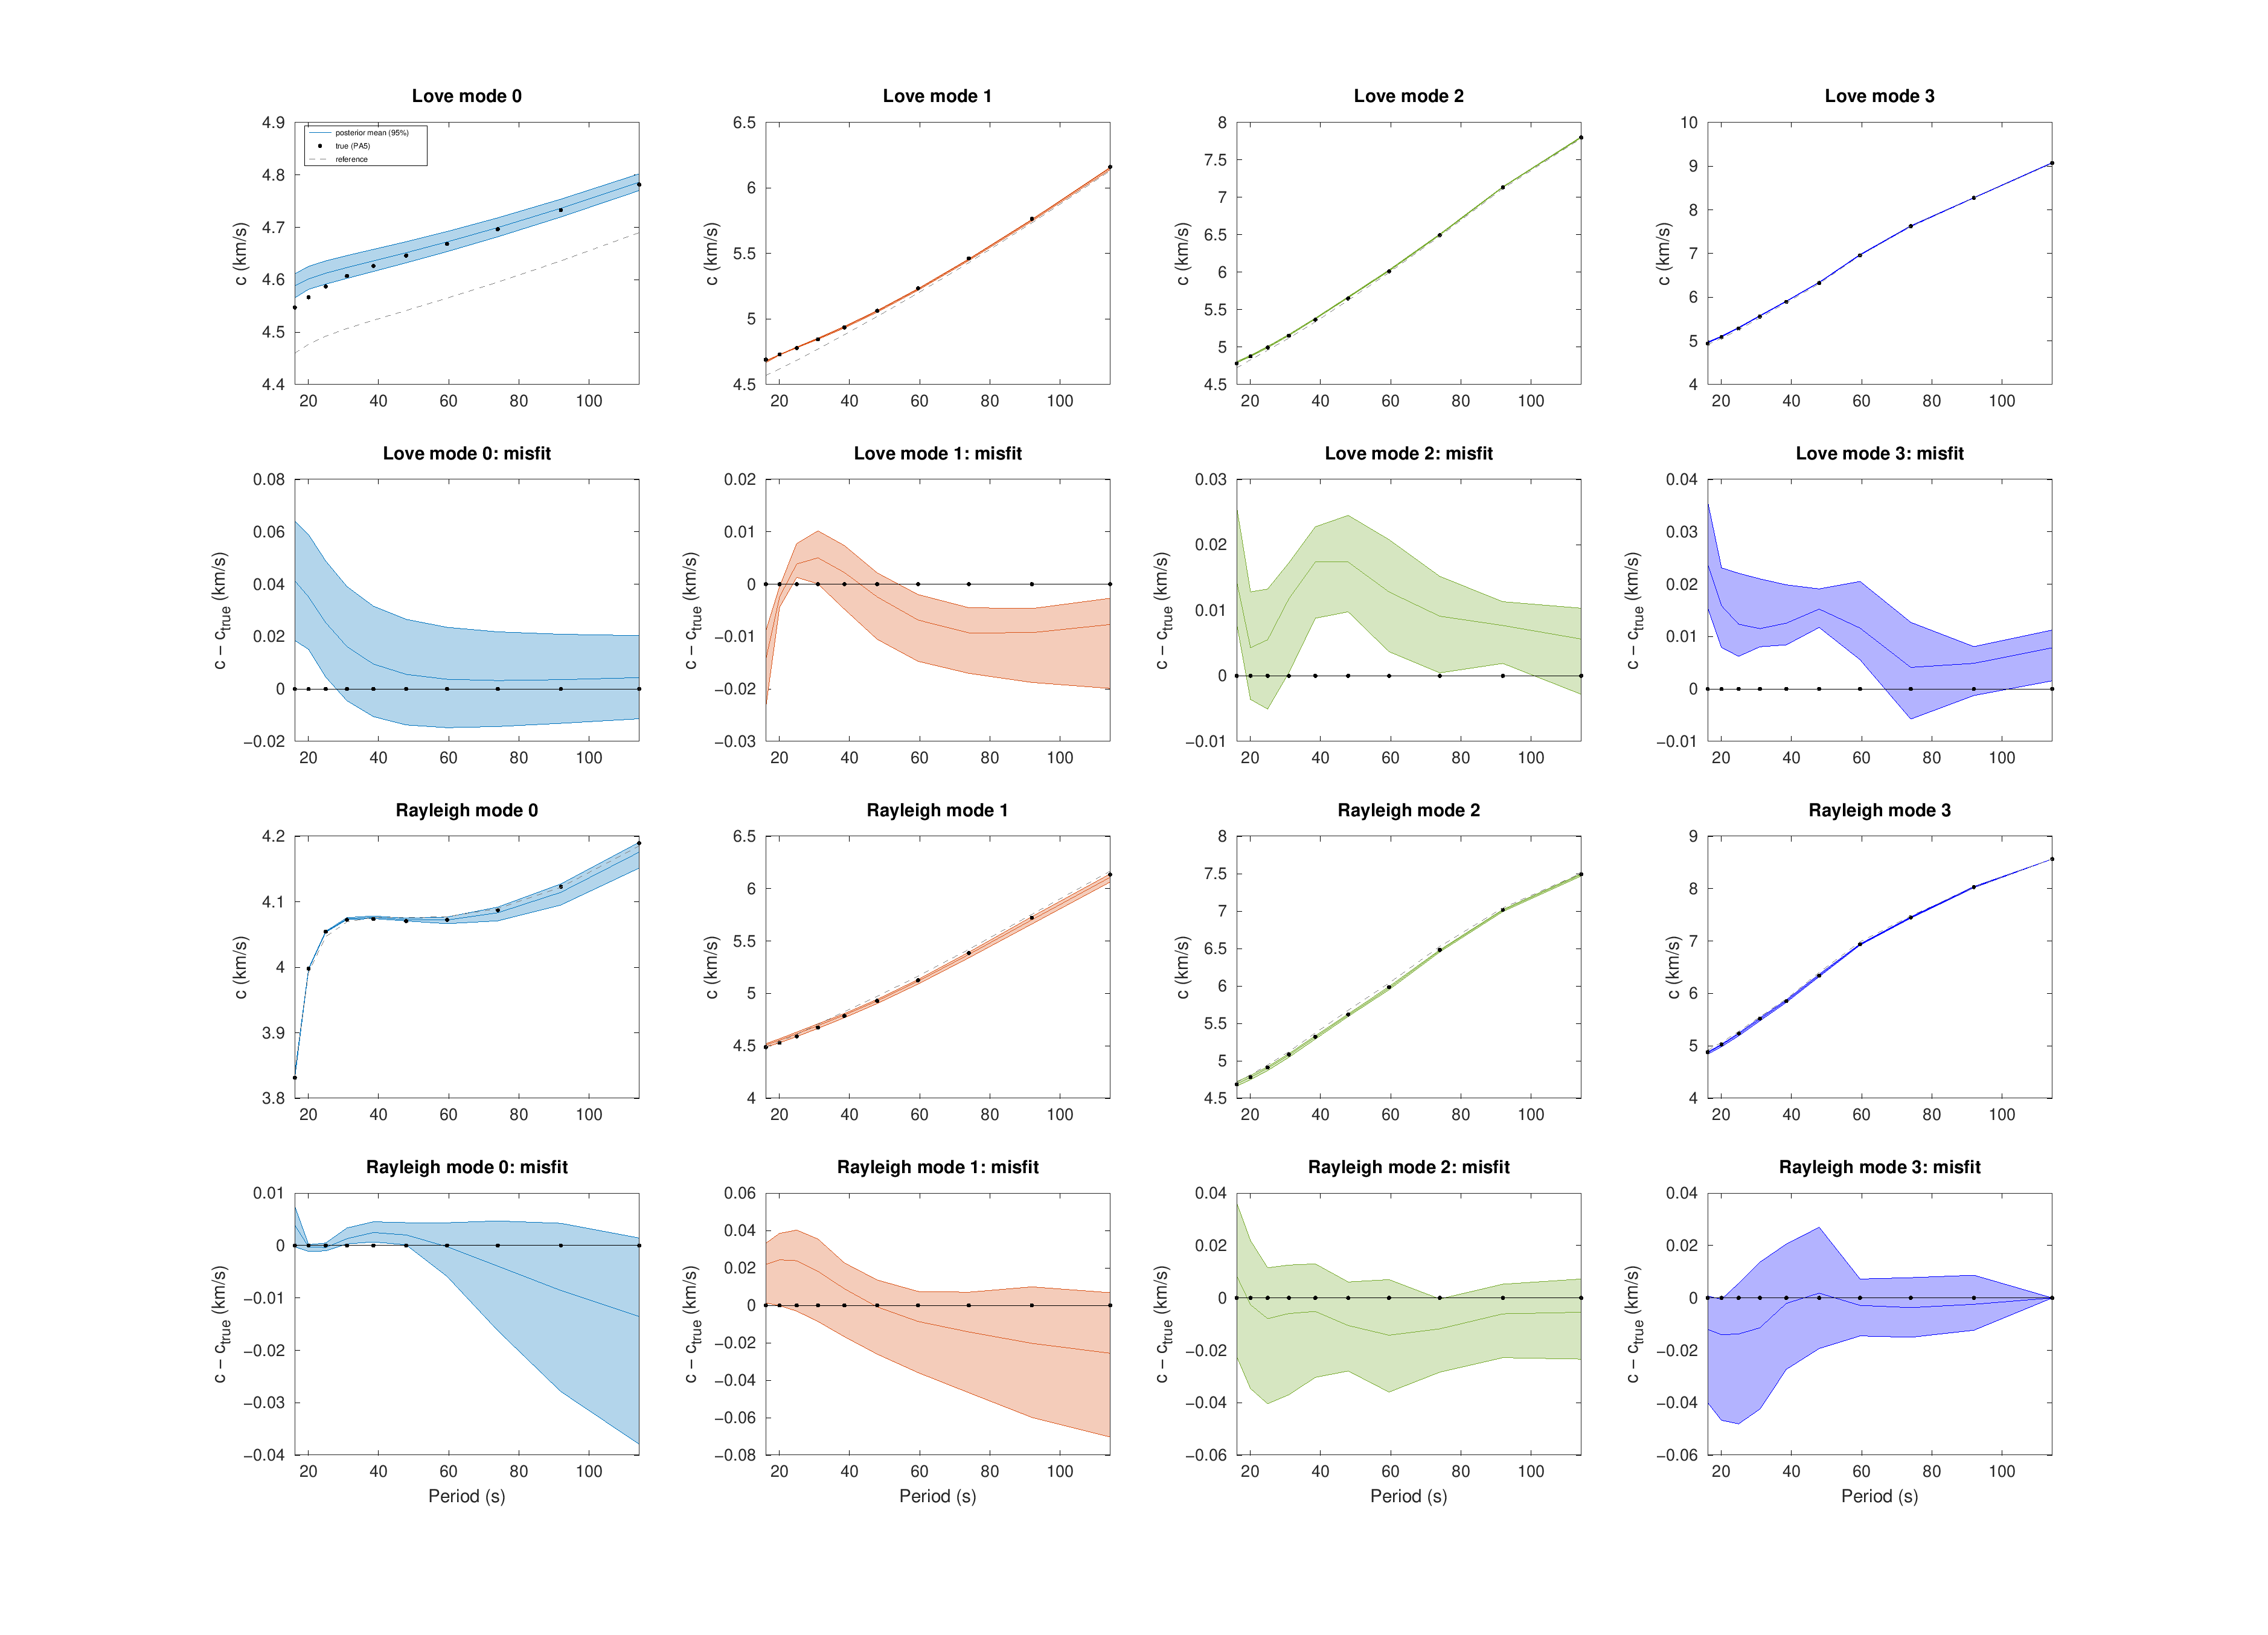 Love mode 0
Love mode 1
Love mode 2
Love mode 3
4.9
4.8
4.7
4.6
4.5
4.4
c (km/s)
posterior mean (95%)
true (PA5)
reference
20 40 60 80 100
6.5
6
5.5
5
4.5
c (km/s)
20 40 60 80 100
8
7.5
7
6.5
6
5.5
5
4.5
c (km/s)
20 40 60 80 100
10
9
8
7
6
5
4
c (km/s)
20 40 60 80 100
Love mode 0: misfit
Love mode 1: misfit
Love mode 2: misfit
Love mode 3: misfit
0.08
0.06
0.04
0.02
0
−0.02
c − c_true (km/s)
20 40 60 80 100
0.02
0.01
0
−0.01
−0.02
−0.03
c − c_true (km/s)
20 40 60 80 100
0.03
0.02
0.01
0
−0.01
c − c_true (km/s)
20 40 60 80 100
0.04
0.03
0.02
0.01
0
−0.01
c − c_true (km/s)
20 40 60 80 100
Rayleigh mode 0
Rayleigh mode 1
Rayleigh mode 2
Rayleigh mode 3
4.2
4.1
4
3.9
3.8
c (km/s)
20 40 60 80 100
6.5
6
5.5
5
4.5
4
c (km/s)
20 40 60 80 100
8
7.5
7
6.5
6
5.5
5
4.5
c (km/s)
20 40 60 80 100
9
8
7
6
5
4
c (km/s)
20 40 60 80 100
Rayleigh mode 0: misfit
Rayleigh mode 1: misfit
Rayleigh mode 2: misfit
Rayleigh mode 3: misfit
0.01
0
−0.01
−0.02
−0.03
−0.04
c − c_true (km/s)
20 40 60 80 100
Period (s)
0.06
0.04
0.02
0
−0.02
−0.04
−0.06
−0.08
c − c_true (km/s)
20 40 60 80 100
Period (s)
0.04
0.02
0
−0.02
−0.04
−0.06
c − c_true (km/s)
20 40 60 80 100
Period (s)
0.04
0.02
0
−0.02
−0.04
−0.06
c − c_true (km/s)
20 40 60 80 100
Period (s)